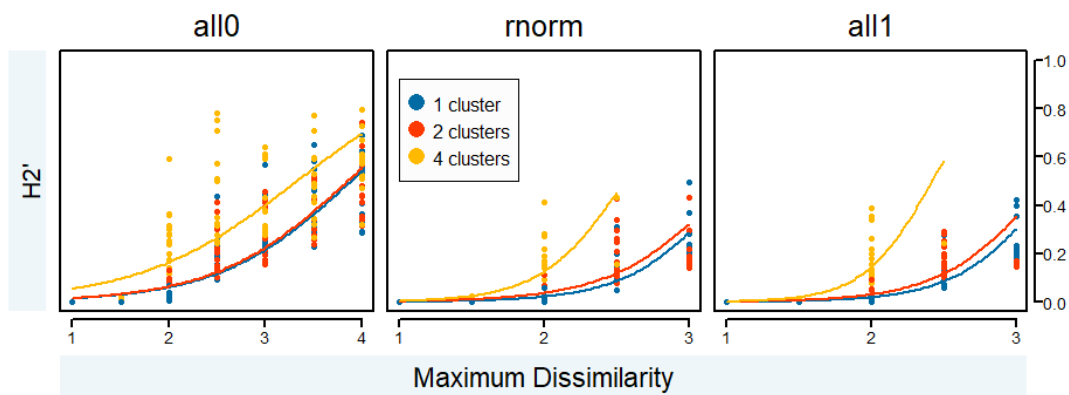 all0 rnorm all1
H2'
1 cluster
2 clusters
4 clusters
1.0
0.8
0.6
0.4
0.2
0.0
1 2 3 4 1 2 3 1 2 3
Maximum Dissimilarity